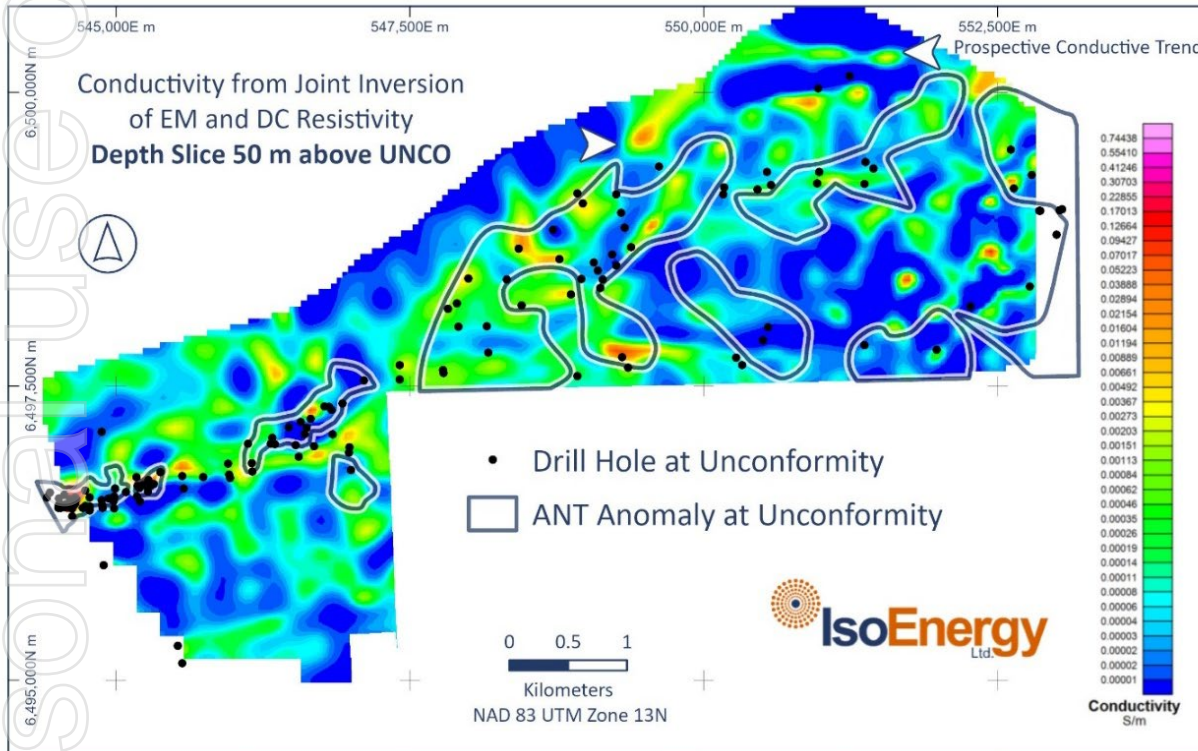 545,000E m
547,500E m
550,000E m
552,500E m
Prospective Conductive Trend
Conductivity from Joint Inversion
of EM and DC Resistivity
Depth Slice 50 m above UNCO
6,500,000N m
6,497,500N m
6,495,000N m
0.74438
0.55410
0.41246
0.30703
0.22855
0.17013
0.12664
0.09427
0.07017
0.05223
0.03888
0.02894
0.02154
0.01604
0.01194
0.00889
0.00661
0.00492
0.00367
0.00273
0.00203
0.00151
0.00113
0.00084
0.00062
0.00046
0.00035
0.00026
0.00019
0.00014
0.00011
0.00008
0.00006
0.00004
0.00003
0.00002
0.00002
0.00001
Conductivity
S/m
Drill Hole at Unconformity
ANT Anomaly at Unconformity
IsoEnergy
Ltd.
0 0.5 1
Kilometers
NAD 83 UTM Zone 13N
sonal use o